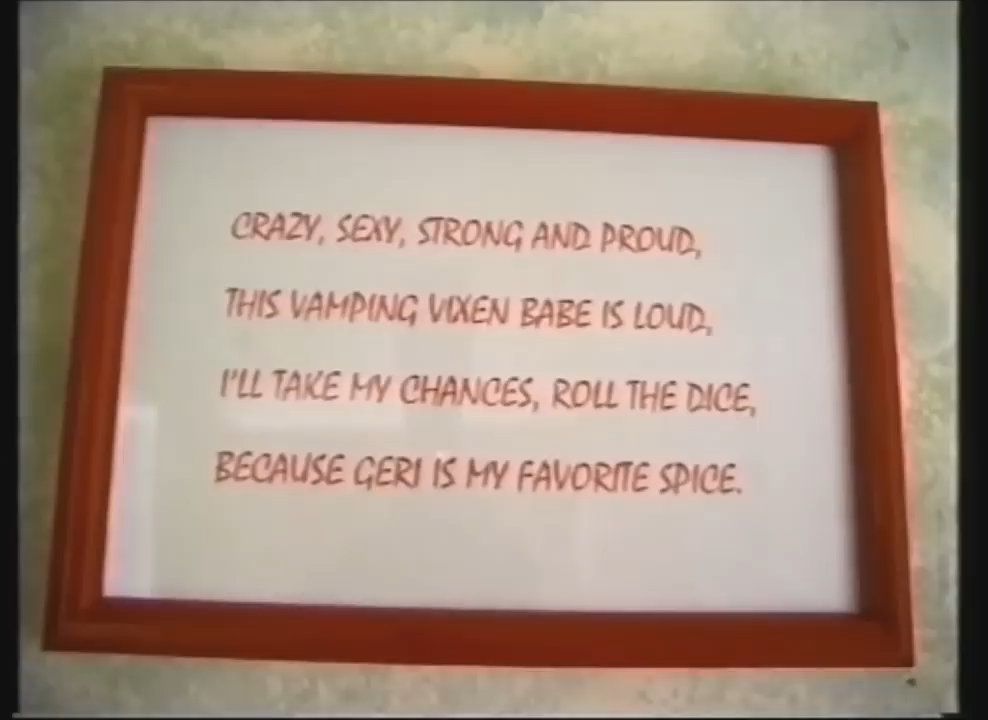 CRAZY, SEXY, STRONG AND PROUD,
THIS VAMPING VIXEN BABE IS LOUD,
I'LL TAKE MY CHANCES, ROLL THE DICE,
BECAUSE GERI IS MY FAVORITE SPICE.